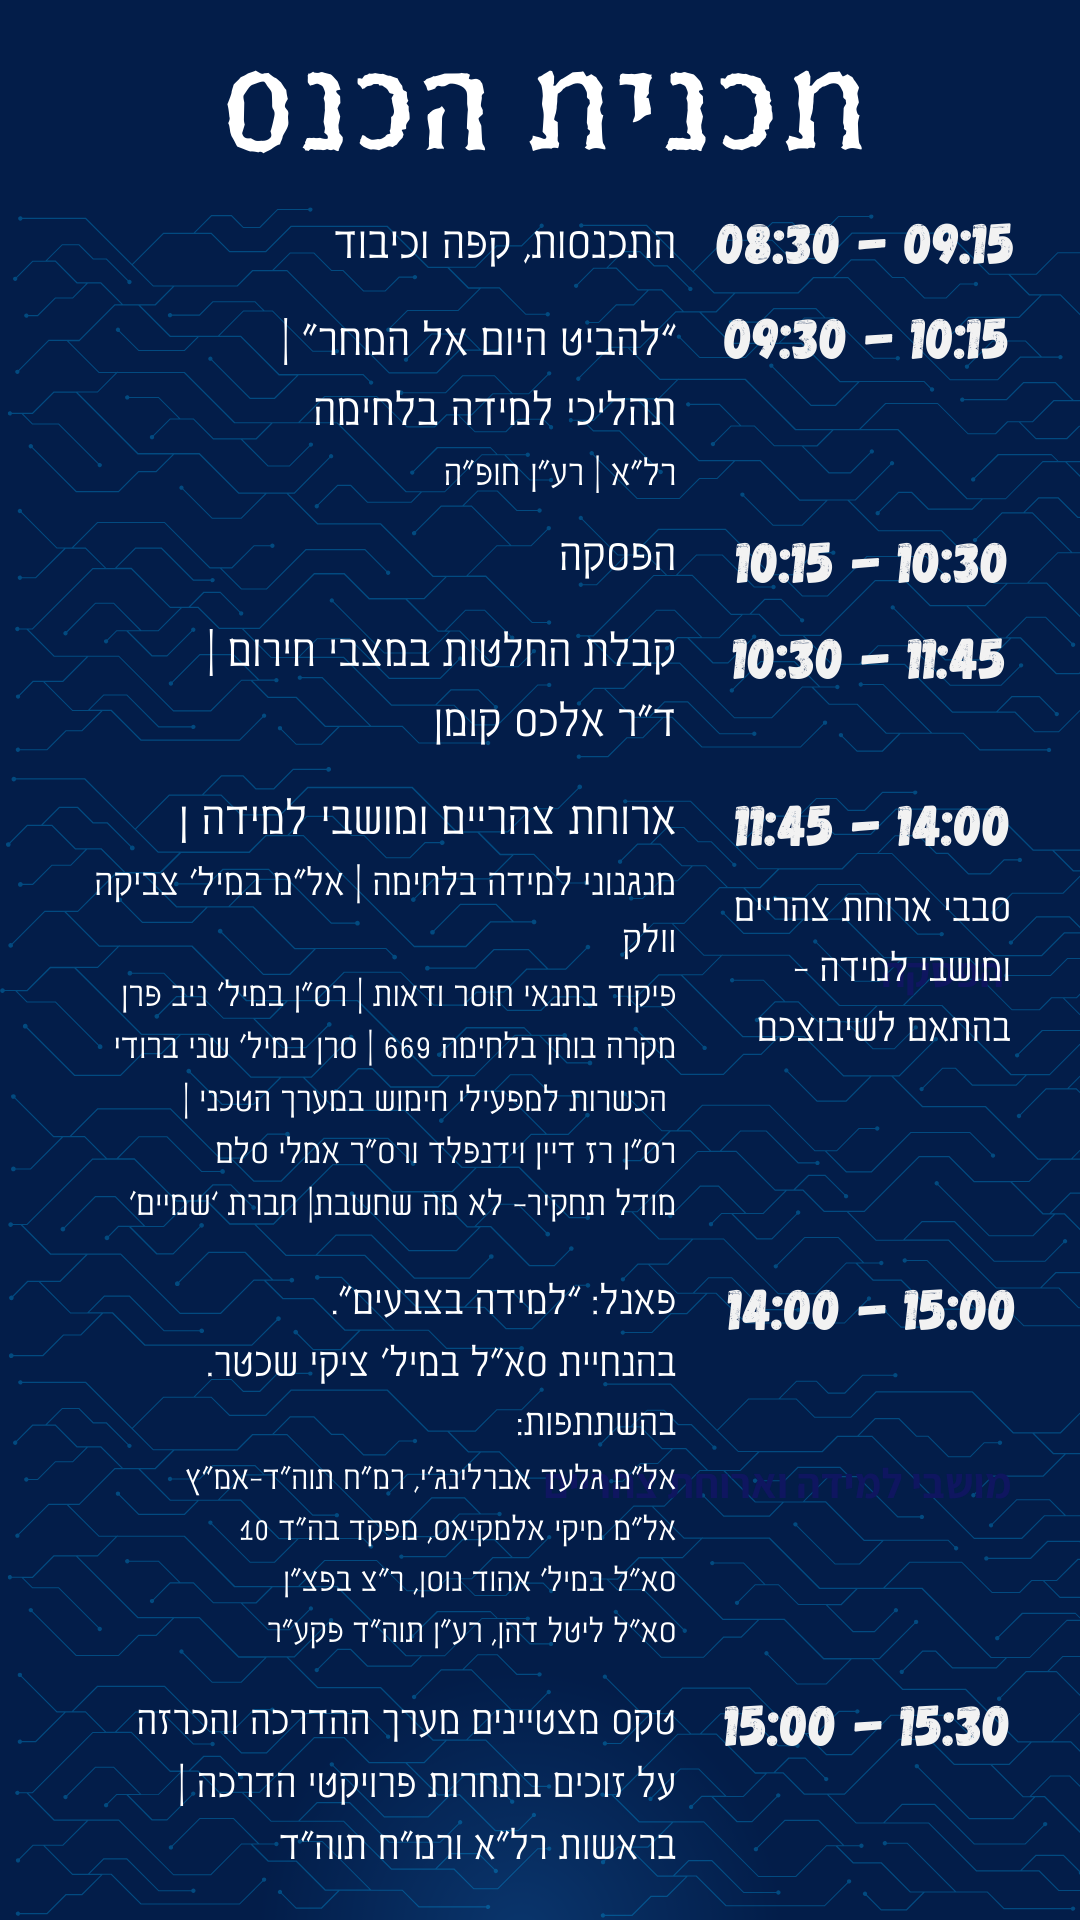 תכנית הכנס
08:30 - 09:15
התכנסות, קפה וכיבוד
09:30 - 10:15
"להביט היום אל המחר" |
תהליכי למידה בלחימה
רל"א | רע"ן חופ"ה
10:15 - 10:30
הפסקה
10:30 - 11:45
קבלת החלטות במצבי חירום |
ד"ר אלכס קומן
11:45 - 14:00
סבבי ארוחת צהריים
ומושבי למידה -
בהתאם לשיבוצכם
ארוחת צהריים ומושבי למידה |
מנגנוני למידה בלחימה | אל"מ במיל' צביקה
וולק
פיקוד בתנאי חוסר ודאות | רס"ן במיל' ניב פרן
מקרה בוחן בלחימה 669 | סרן במיל' שני ברודי
הכשרות למפעילי חימוש במערך הטכני |
רס"ן רז דיין וידנפלד ורס"ר אמלי סלם
מודל תחקיר- לא מה שחשבת| חברת 'שמיים'
14:00 - 15:00
פאנל: "למידה בצבעים".
בהנחיית סא"ל במיל' ציקי שכטר.
בהשתתפות:
אל"מ גלעד אברלינג'י, רמ"ח תוה"ד-אמ"ץ
אל"מ מיקי אלמקיאס, מפקד בה"ד 10
סא"ל במיל' אהוד נוסן, ר"צ בפצ"ן
סא"ל ליטל דהן, רע"ן תוה"ד פקע"ר
מושבי למידה וארוחת
15:00 - 15:30
טקס מצטיינים מערך ההדרכה והכרזה
על זוכים בתחרות פרויקטי הדרכה |
בראשות רל"א ורמ"ח תוה"ד